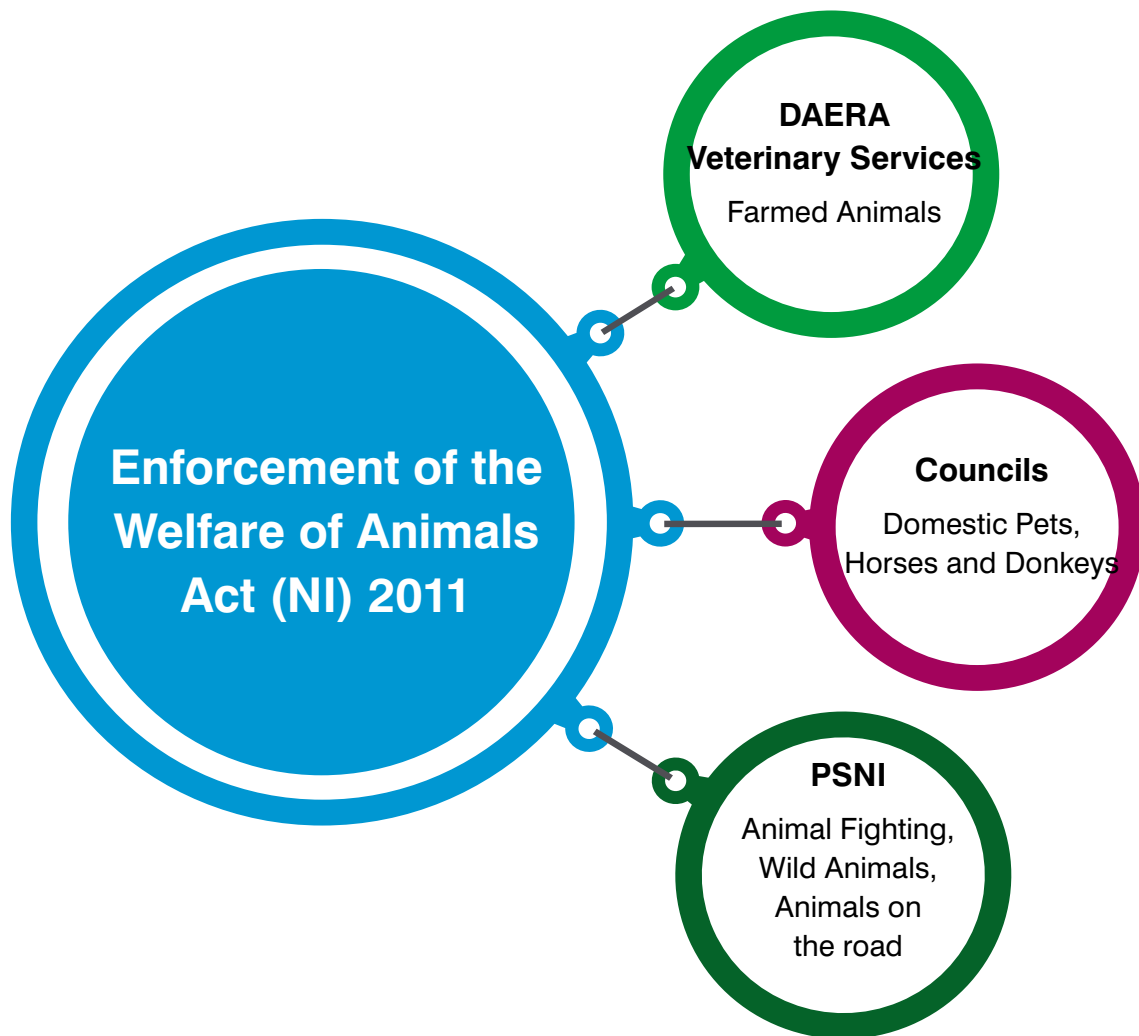 Enforcement of the
Welfare of Animals
Act (NI) 2011
DAERA
Veterinary Services
Farmed Animals
Councils
Domestic Pets,
Horses and Donkeys
PSNI
Animal Fighting,
Wild Animals,
Animals on
the road